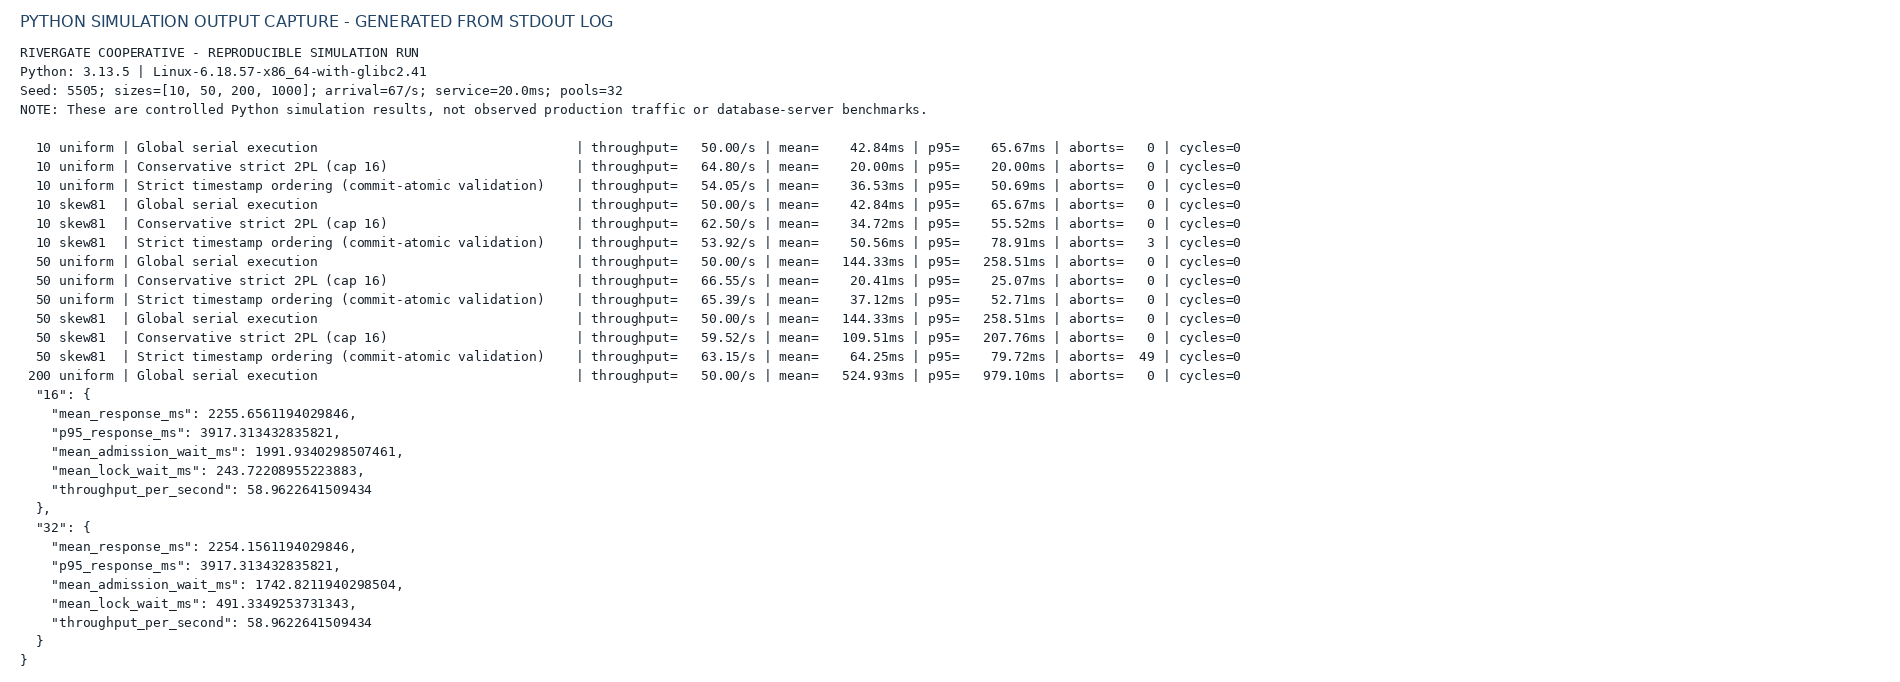 PYTHON SIMULATION OUTPUT CAPTURE - GENERATED FROM STDOUT LOG
RIVERGATE COOPERATIVE - REPRODUCIBLE SIMULATION RUN
Python: 3.13.5 | Linux-6.18.57-x86_64-with-glibc2.41
Seed: 5505; sizes=[10, 50, 200, 1000]; arrival=67/s; service=20.0ms; pools=32
NOTE: These are controlled Python simulation results, not observed production traffic or database-server benchmarks.
  10 uniform | Global serial execution                                 | throughput=   50.00/s | mean=    42.84ms | p95=    65.67ms | aborts=   0 | cycles=0
  10 uniform | Conservative strict 2PL (cap 16)                        | throughput=   64.80/s | mean=    20.00ms | p95=    20.00ms | aborts=   0 | cycles=0
  10 uniform | Strict timestamp ordering (commit-atomic validation)    | throughput=   54.05/s | mean=    36.53ms | p95=    50.69ms | aborts=   0 | cycles=0
  10 skew81  | Global serial execution                                 | throughput=   50.00/s | mean=    42.84ms | p95=    65.67ms | aborts=   0 | cycles=0
  10 skew81  | Conservative strict 2PL (cap 16)                        | throughput=   62.50/s | mean=    34.72ms | p95=    55.52ms | aborts=   0 | cycles=0
  10 skew81  | Strict timestamp ordering (commit-atomic validation)    | throughput=   53.92/s | mean=    50.56ms | p95=    78.91ms | aborts=   3 | cycles=0
  50 uniform | Global serial execution                                 | throughput=   50.00/s | mean=   144.33ms | p95=   258.51ms | aborts=   0 | cycles=0
  50 uniform | Conservative strict 2PL (cap 16)                        | throughput=   66.55/s | mean=    20.41ms | p95=    25.07ms | aborts=   0 | cycles=0
  50 uniform | Strict timestamp ordering (commit-atomic validation)    | throughput=   65.39/s | mean=    37.12ms | p95=    52.71ms | aborts=   0 | cycles=0
  50 skew81  | Global serial execution                                 | throughput=   50.00/s | mean=   144.33ms | p95=   258.51ms | aborts=   0 | cycles=0
  50 skew81  | Conservative strict 2PL (cap 16)                        | throughput=   59.52/s | mean=   109.51ms | p95=   207.76ms | aborts=   0 | cycles=0
  50 skew81  | Strict timestamp ordering (commit-atomic validation)    | throughput=   63.15/s | mean=    64.25ms | p95=    79.72ms | aborts=  49 | cycles=0
 200 uniform | Global serial execution                                 | throughput=   50.00/s | mean=   524.93ms | p95=   979.10ms | aborts=   0 | cycles=0
  "16": {
    "mean_response_ms": 2255.6561194029846,
    "p95_response_ms": 3917.313432835821,
    "mean_admission_wait_ms": 1991.9340298507461,
    "mean_lock_wait_ms": 243.72208955223883,
    "throughput_per_second": 58.9622641509434
  },
  "32": {
    "mean_response_ms": 2254.1561194029846,
    "p95_response_ms": 3917.313432835821,
    "mean_admission_wait_ms": 1742.8211940298504,
    "mean_lock_wait_ms": 491.3349253731343,
    "throughput_per_second": 58.9622641509434
  }
}